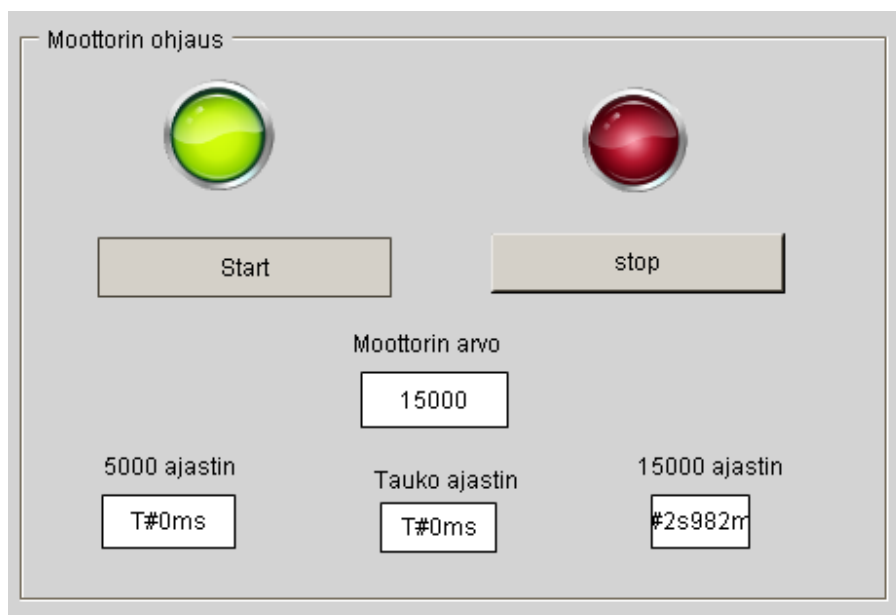 Moottorin ohjaus
Start
stop
Moottorin arvo
15000
5000 ajastin
Tauko ajastin
15000 ajastin
T#0ms
T#0ms
#2s982m